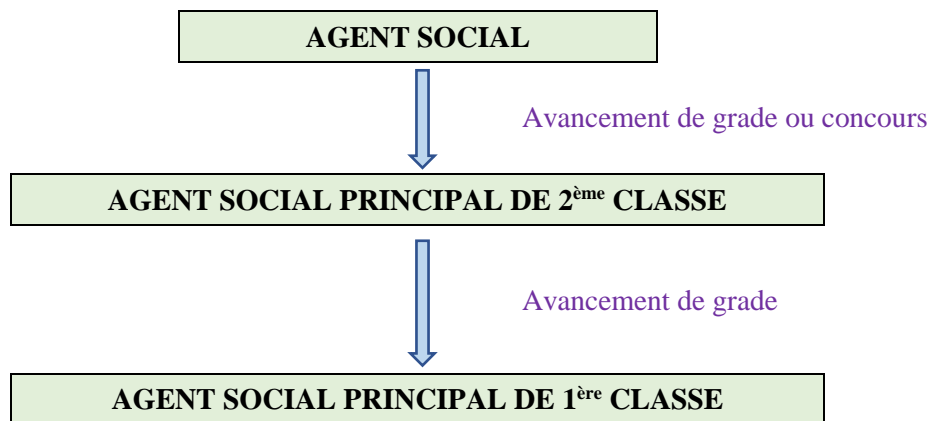 AGENT SOCIAL
Avancement de grade ou concours
AGENT SOCIAL PRINCIPAL DE 2ème CLASSE
Avancement de grade
AGENT SOCIAL PRINCIPAL DE 1ère CLASSE